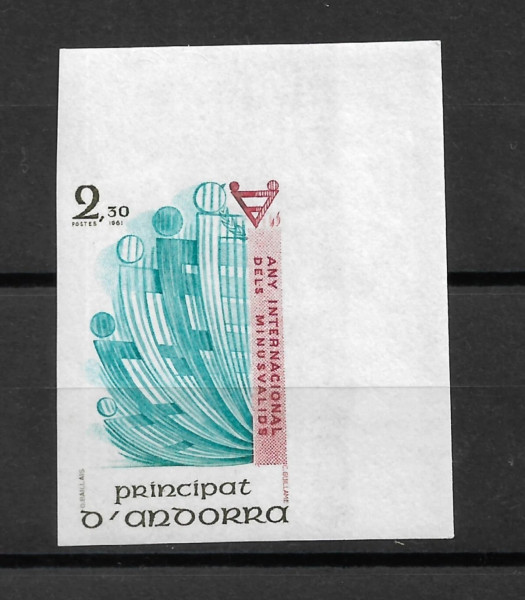 2,30
POSTES 1981
ANY INTERNACIONAL
DELS MINUSVALIDS
principat
d'andorra